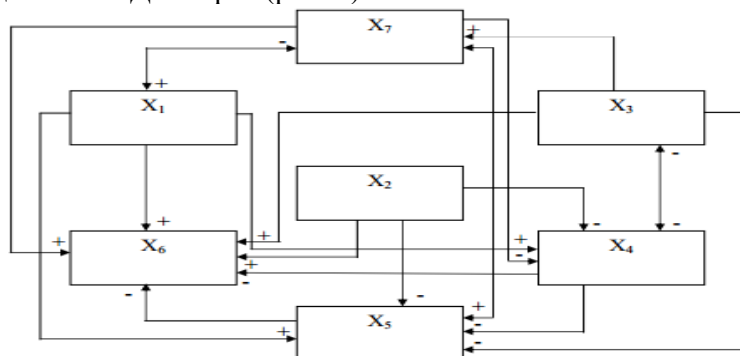 X₇
+
-
+
X₁
X₃
-
X₂
+
+
-
-
X₆
+
+
+
-
X₄
+
-
-
-
X₅
+
-
+
-